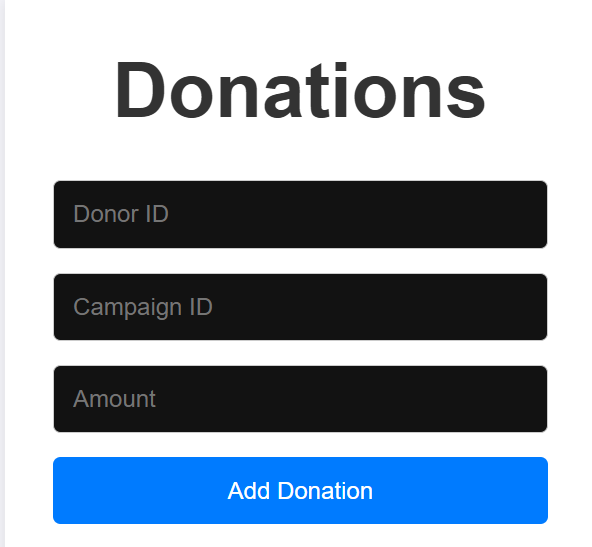 Donations
Donor ID
Campaign ID
Amount
Add Donation